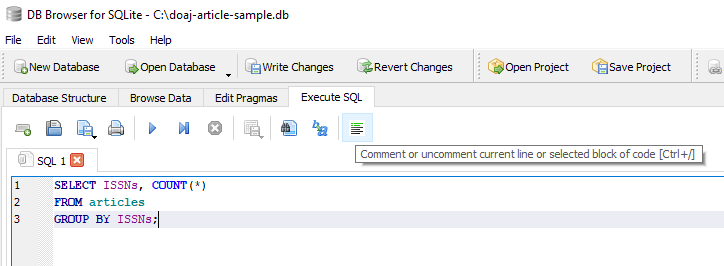 DB Browser for SQLite - C:\doaj-article-sample.db
File Edit View Tools Help
New Database Open Database Write Changes Revert Changes Open Project Save Project
Database Structure Browse Data Edit Pragmas Execute SQL
Comment or uncomment current line or selected block of code [Ctrl+/]
SQL 1
1 SELECT ISSNs, COUNT(*)
2 FROM articles
3 GROUP BY ISSNs;